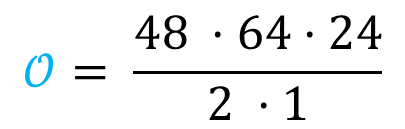 𝒪 = 48 · 64 · 24
2 · 1